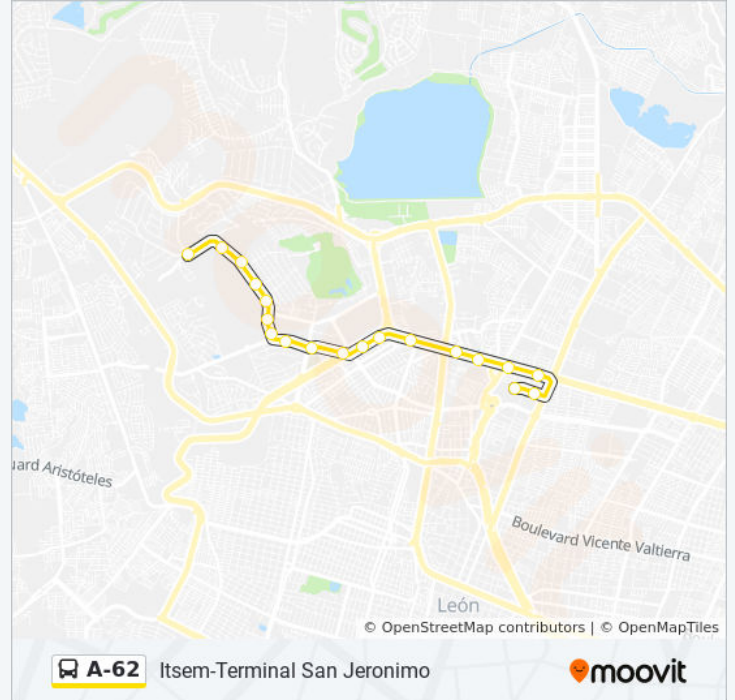 uard Aristóteles
Boulevard Vicente Valtierra
León
© OpenStreetMap contributors | © OpenMapTiles
A-62 Itsem-Terminal San Jeronimo
moovit